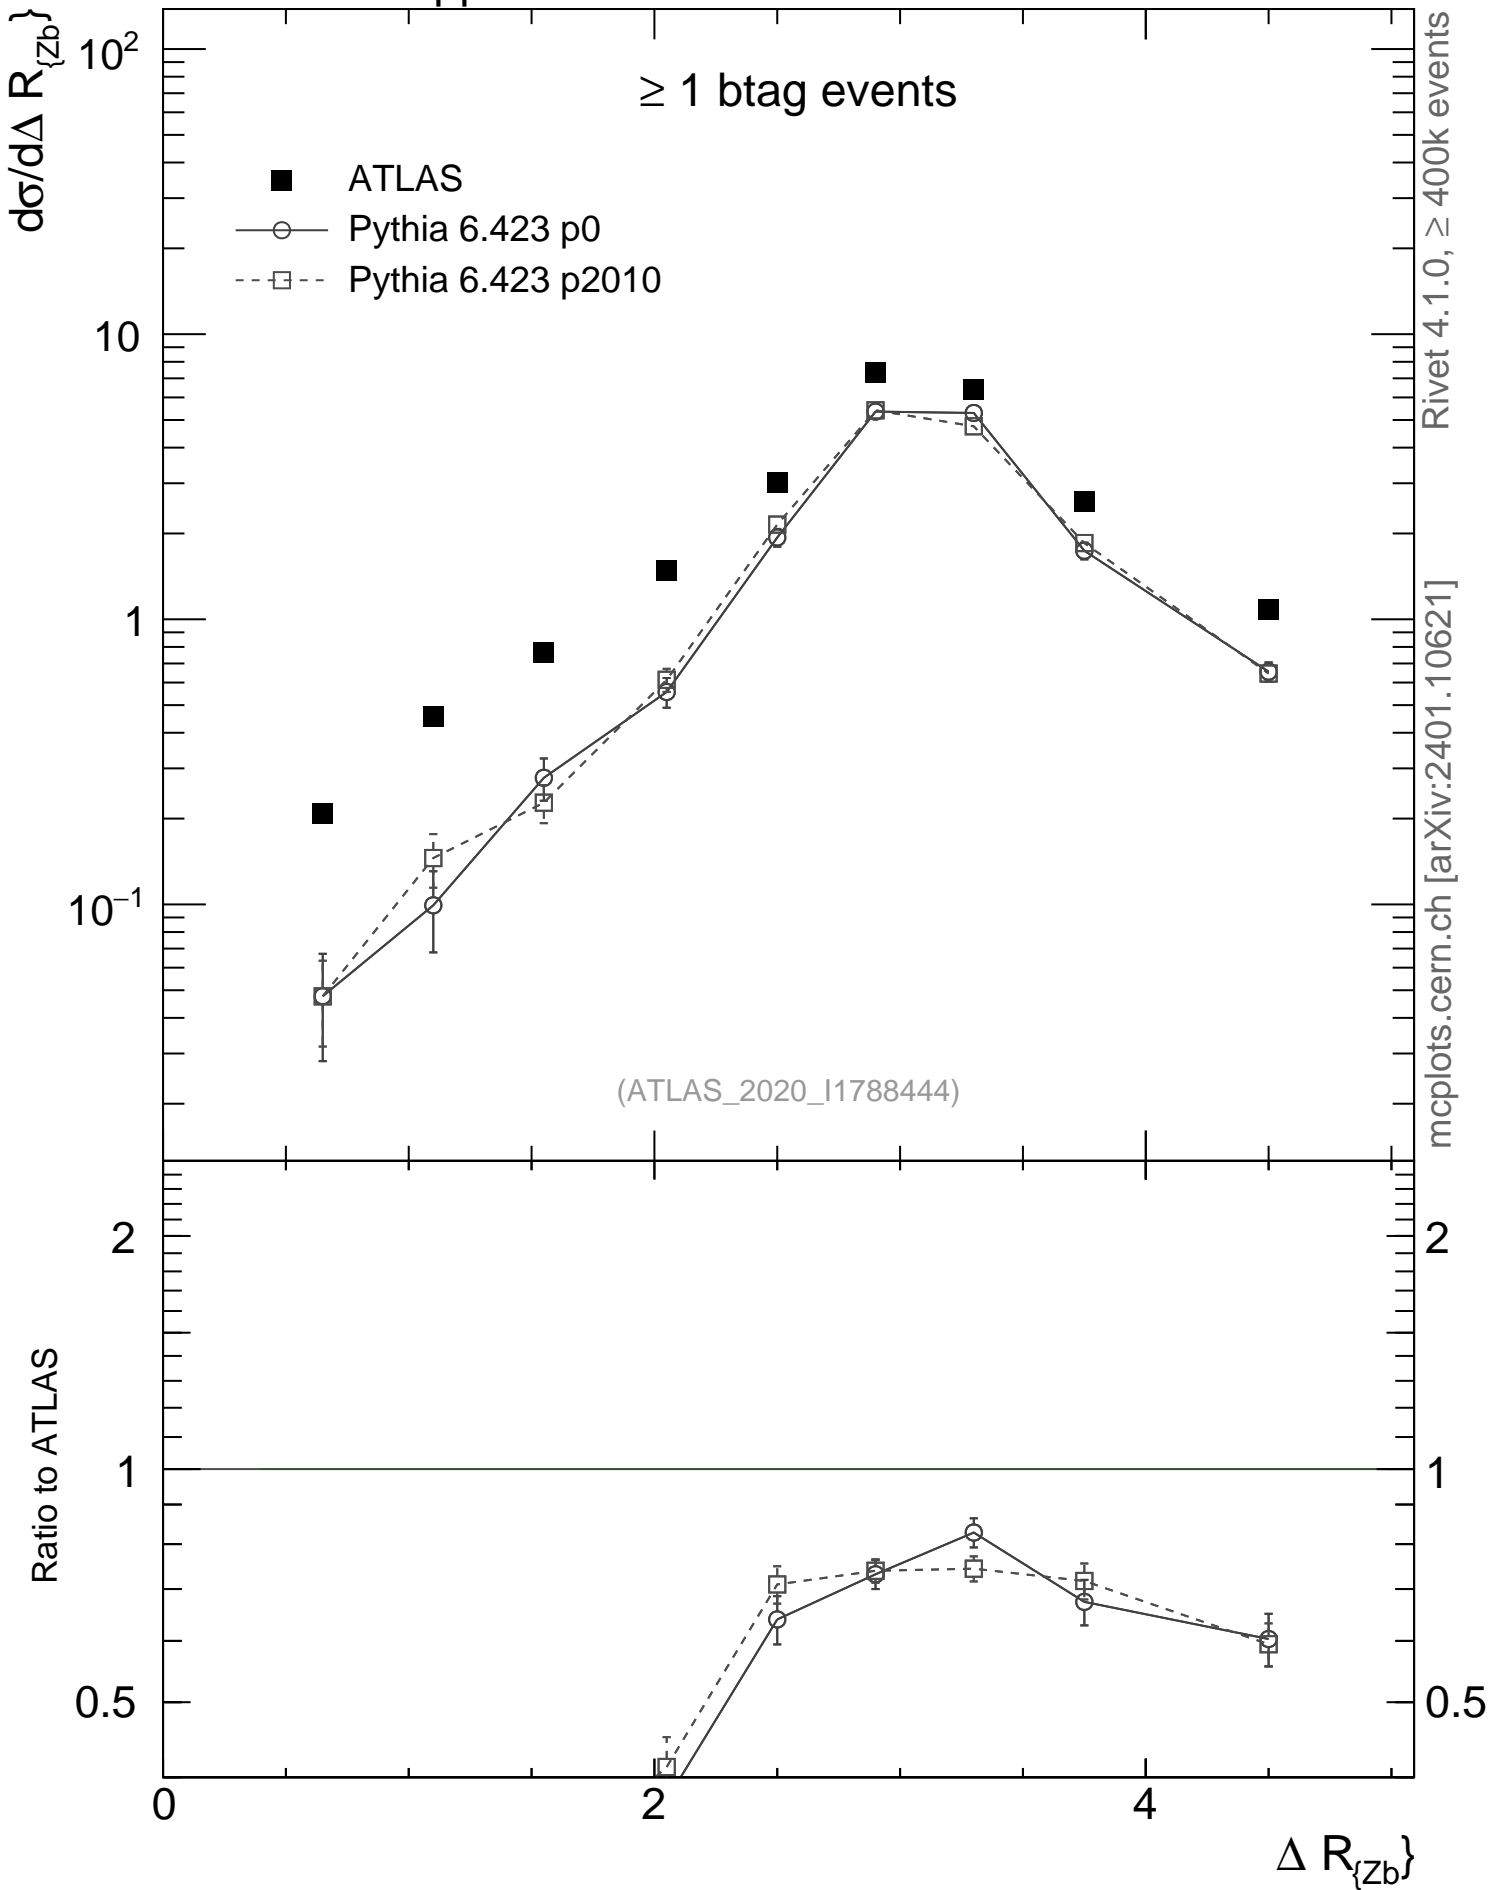 dσ/dΔ R_{Zb}}
10²
10
1
10⁻¹
≥ 1 btag events
ATLAS
Pythia 6.423 p0
Pythia 6.423 p2010
(ATLAS_2020_I1788444)
Rivet 4.1.0, ≥ 400k events
mcplots.cern.ch [arXiv:2401.10621]
Ratio to ATLAS
2
1
0.5
2
1
0.5
0 2 4
Δ R_{Zb}}